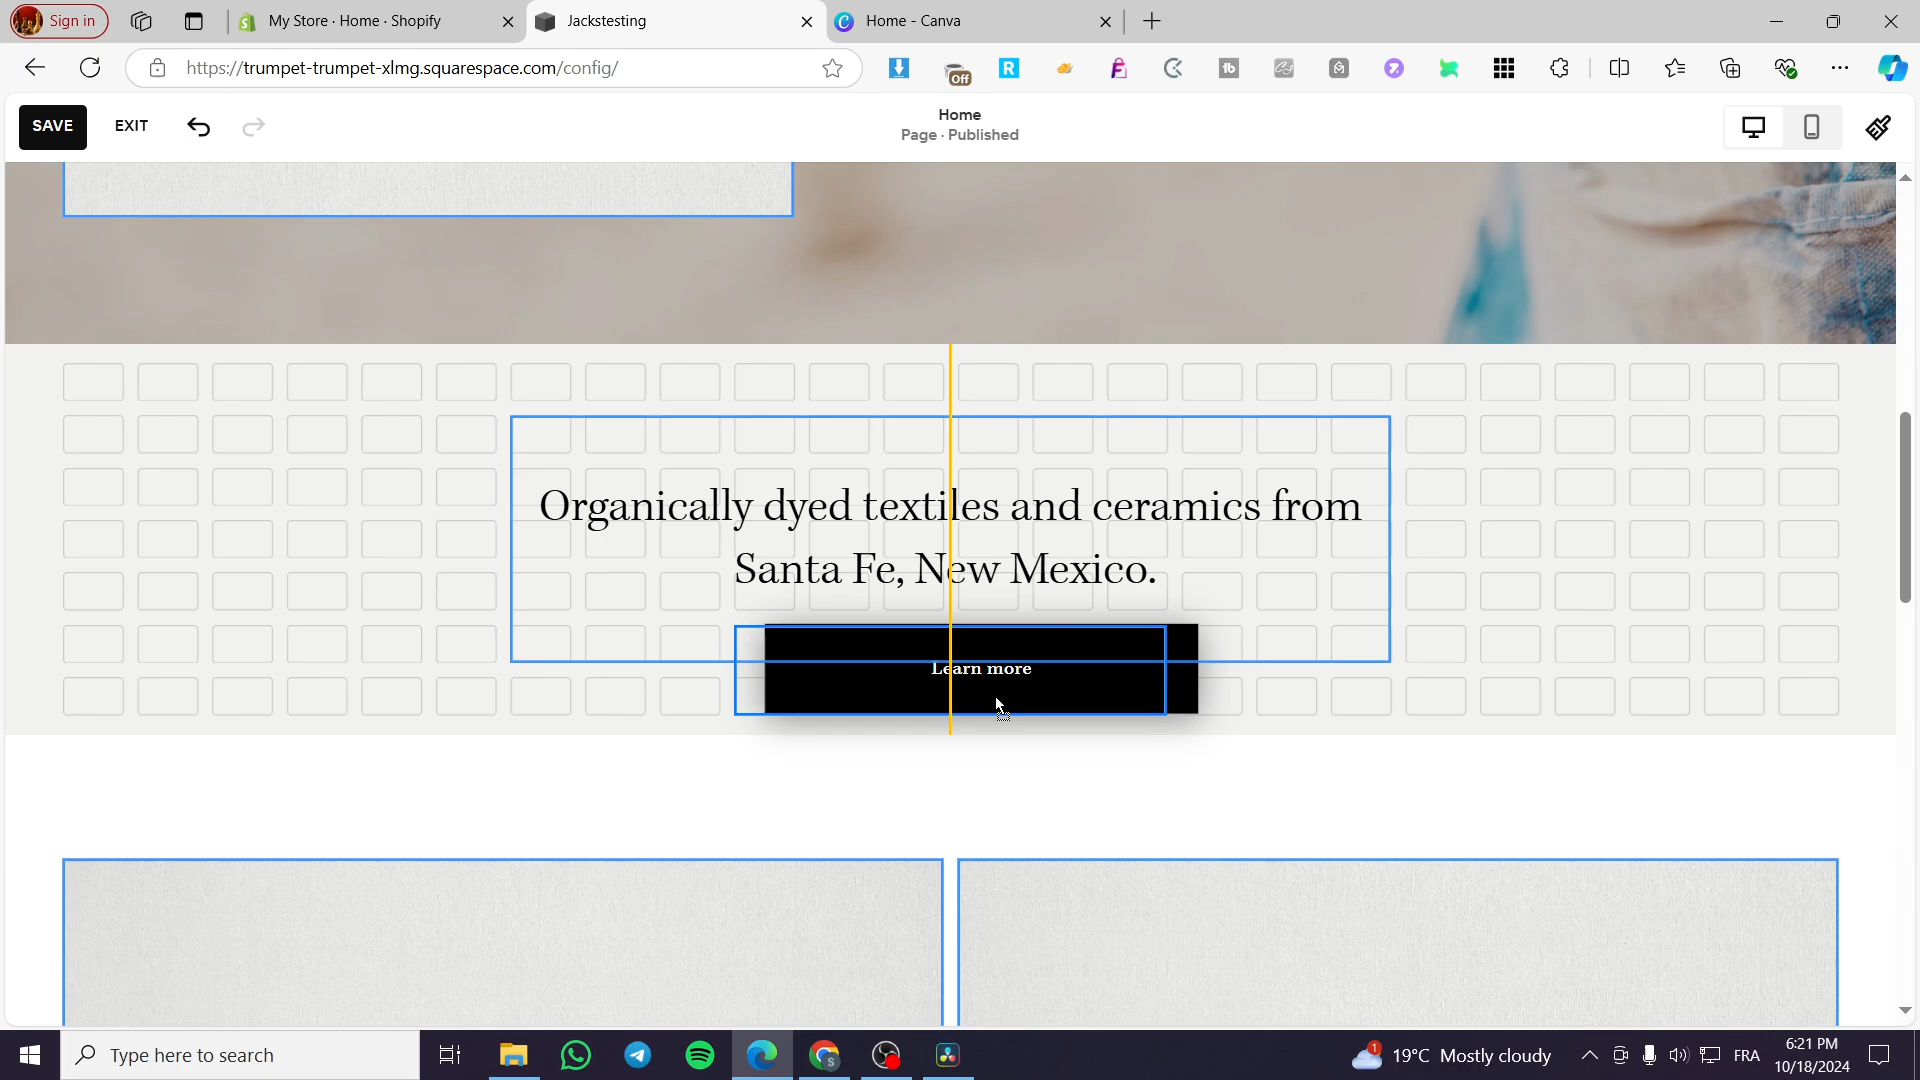 Sign in
My Store · Home · Shopify
Jackstesting
Home - Canva
https://trumpet-trumpet-xlmg.squarespace.com/config/
Off
SAVE
EXIT
Home
Page · Published
Organically dyed textiles and ceramics from
Santa Fe, New Mexico.
Learn more
Type here to search
19°C Mostly cloudy
FRA
6:21 PM
10/18/2024